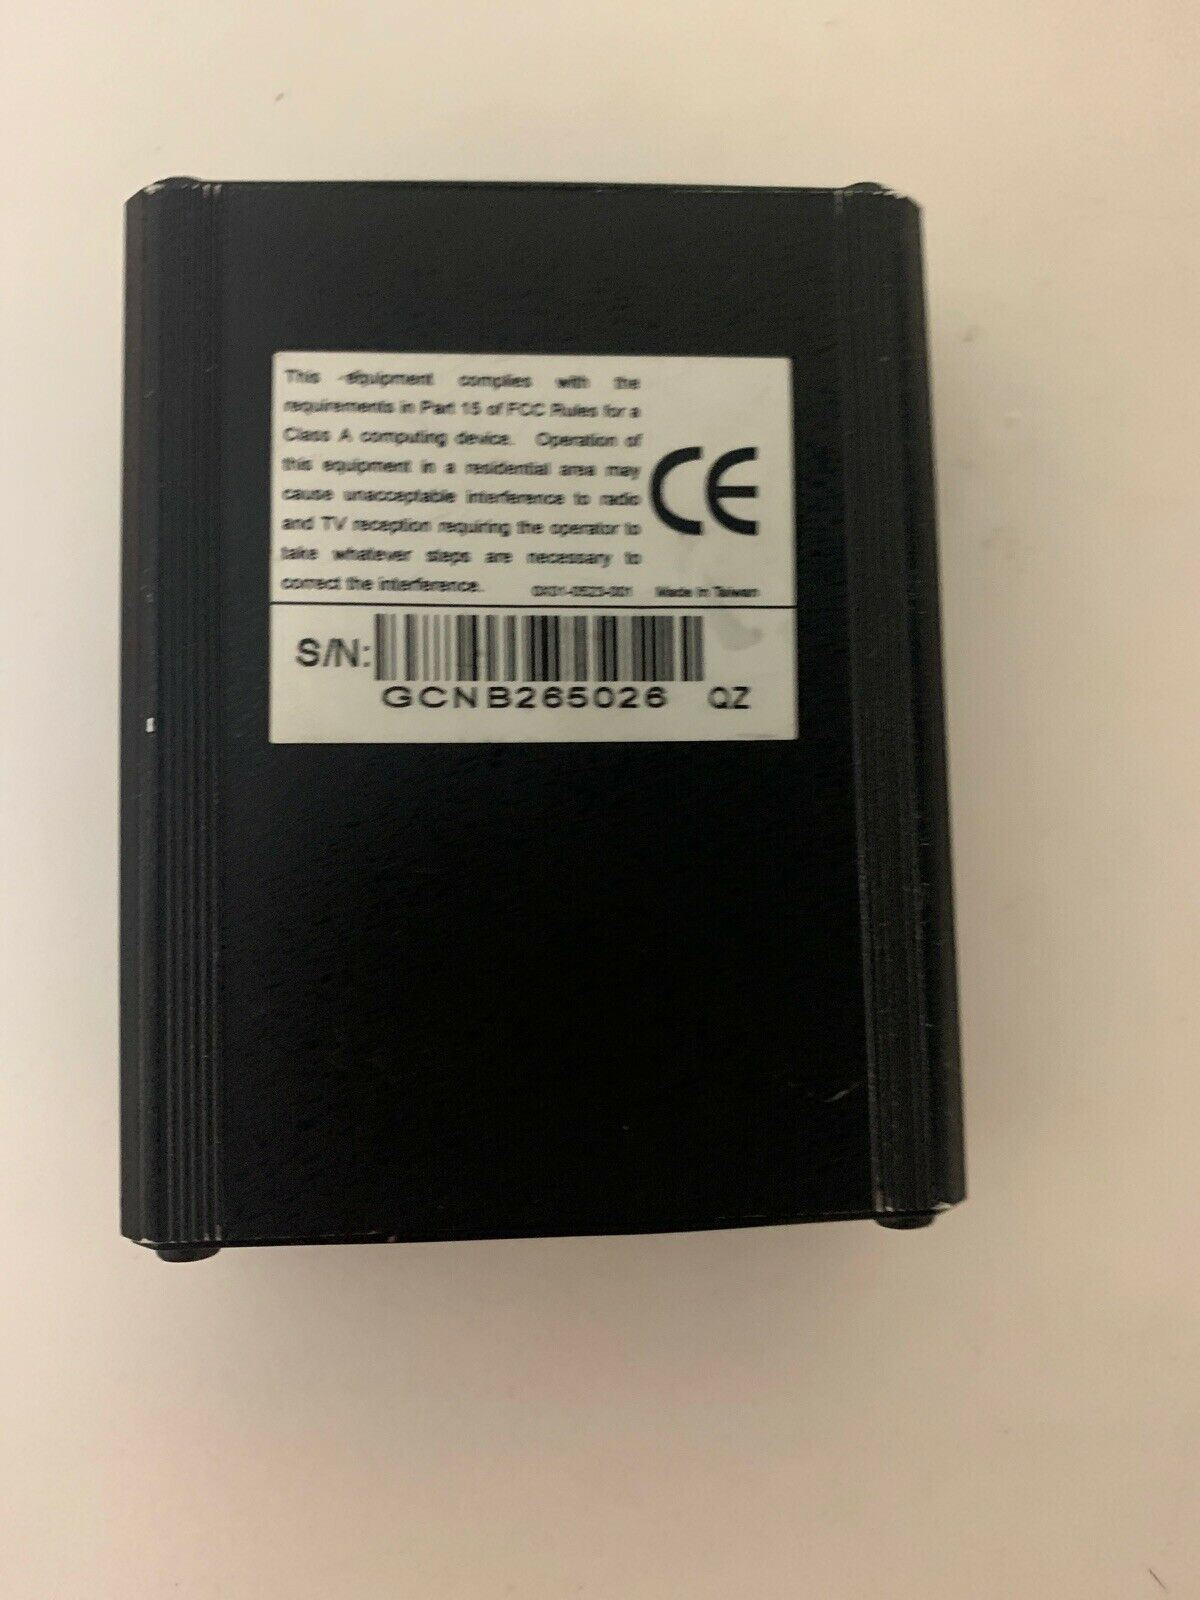 This equipment complies with the
requirements in Part 15 of FCC Rules for a
Class A computing device. Operation of
this equipment in a residential area may
cause unacceptable interference to radio
and TV reception requiring the operator to
take whatever steps are necessary to
correct the interference. Made In Taiwan
CE
S/N:
GCNB265026 QZ